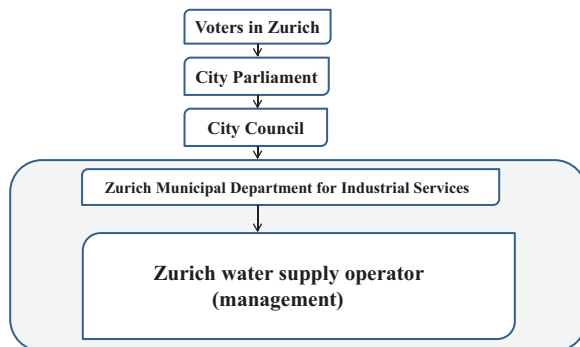 Voters in Zurich
City Parliament
City Council
Zurich Municipal Department for Industrial Services
Zurich water supply operator
(management)